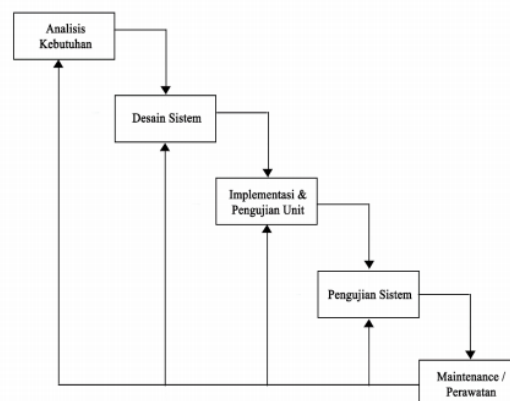 Analisis
Kebutuhan
Desain Sistem
Implementasi &
Pengujian Unit
Pengujian Sistem
Maintenance /
Perawatan